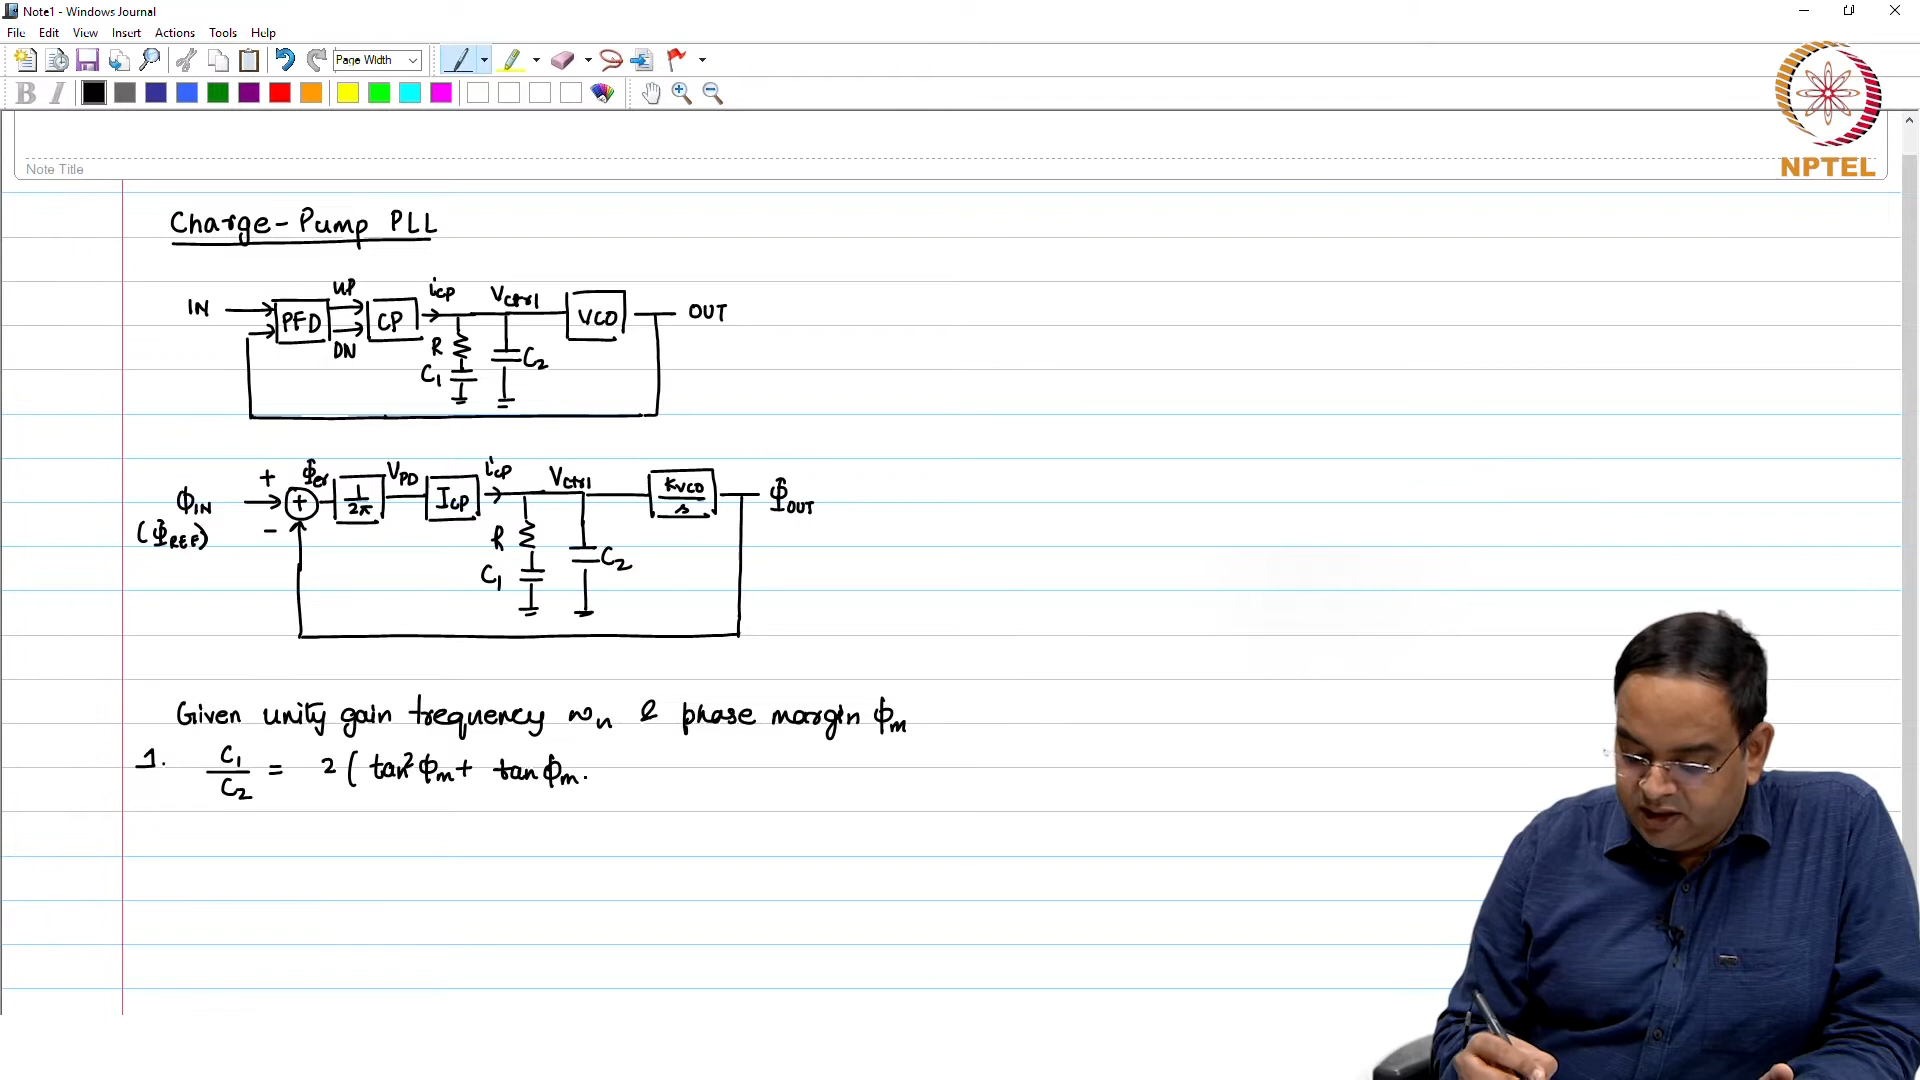 Note1 - Windows Journal
File Edit View Insert Actions Tools Help
Page Width
B I
NPTEL
Note Title
Charge-Pump PLL
IN PFD UP DN CP iCP Vctrl VCO OUT
R C1 C2
ΦIN + - Φer 1/2π VPD ICP iCP Vctrl KVCO/s ΦOUT
(ΦREF)
R C1 C2
Given unity gain frequency ωu & phase margin Φm
1. C1/C2 = 2 ( tan² Φm + tan Φm.